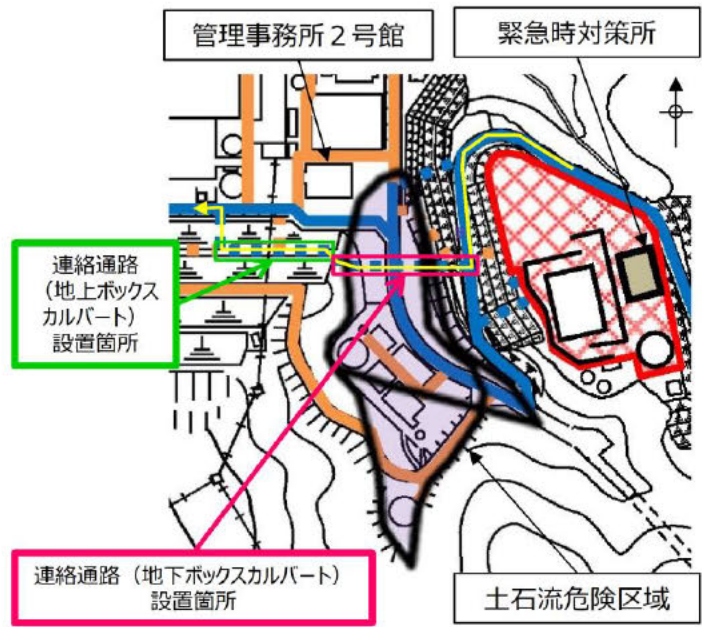 管理事務所２号館
緊急時対策所
連絡通路
（地上ボックス
カルバート）
設置箇所
連絡通路（地下ボックスカルバート）
設置箇所
土石流危険区域